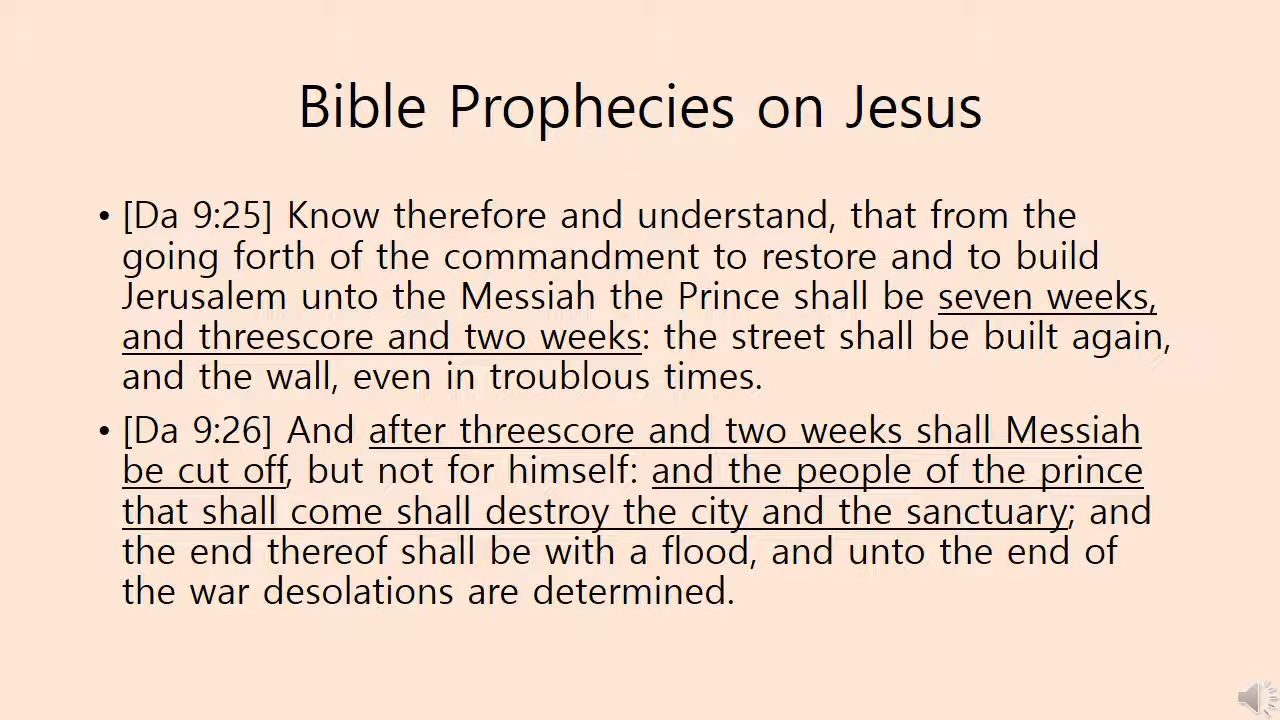 Bible Prophecies on Jesus
• [Da 9:25] Know therefore and understand, that from the
going forth of the commandment to restore and to build
Jerusalem unto the Messiah the Prince shall be seven weeks,
and threescore and two weeks: the street shall be built again,
and the wall, even in troublous times.
• [Da 9:26] And after threescore and two weeks shall Messiah
be cut off, but not for himself: and the people of the prince
that shall come shall destroy the city and the sanctuary; and
the end thereof shall be with a flood, and unto the end of
the war desolations are determined.